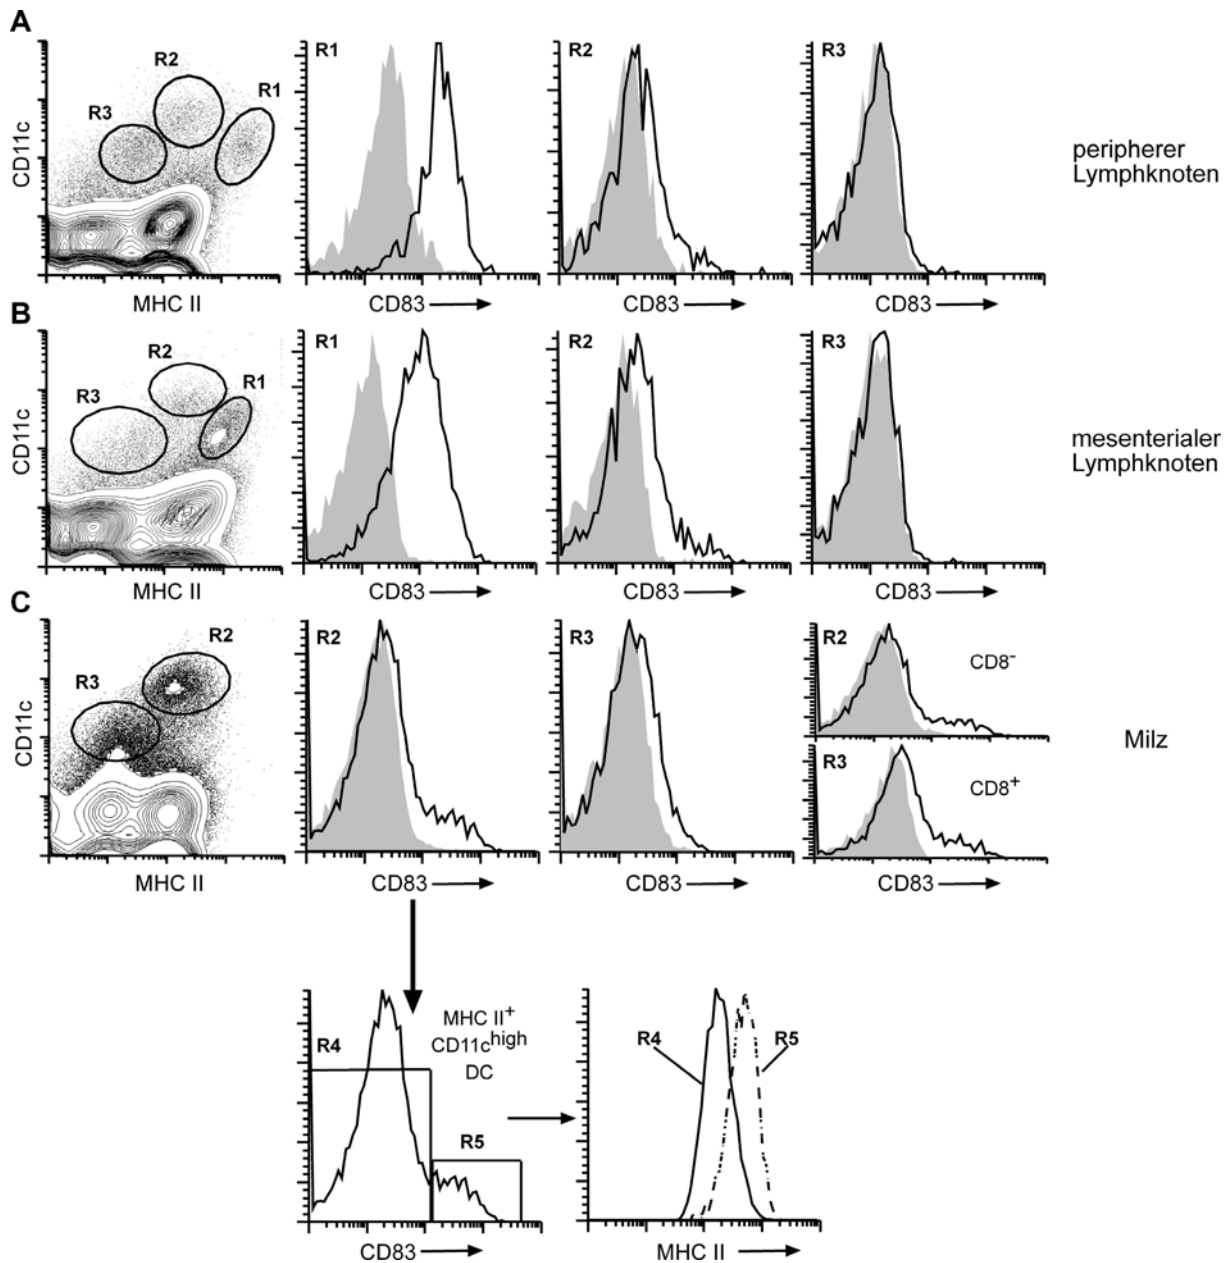 A
R2
R1
R3
CD11c
MHC II
R1
CD83
R2
CD83
R3
CD83
peripherer
Lymphknoten
B
R2
R1
R3
CD11c
MHC II
R1
CD83
R2
CD83
R3
CD83
mesenterialer
Lymphknoten
C
R2
R3
CD11c
MHC II
R2
CD83
R3
CD83
R2
CD8⁻
R3
CD8⁺
CD83
Milz
R4
MHC II⁺
CD11c^high
DC
R5
CD83
R4
R5
MHC II